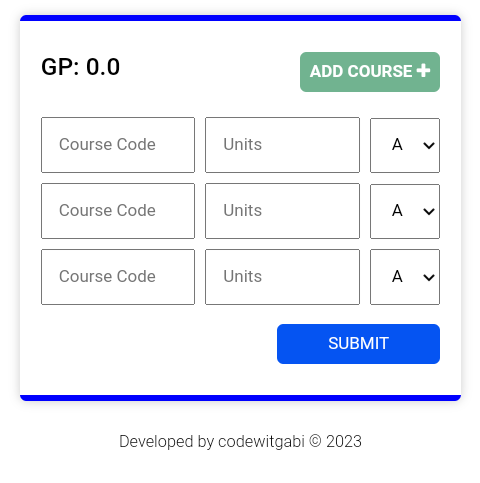 GP: 0.0 ADD COURSE
Course Code Units A
Course Code Units A
Course Code Units A
SUBMIT
Developed by codewitgabi © 2023